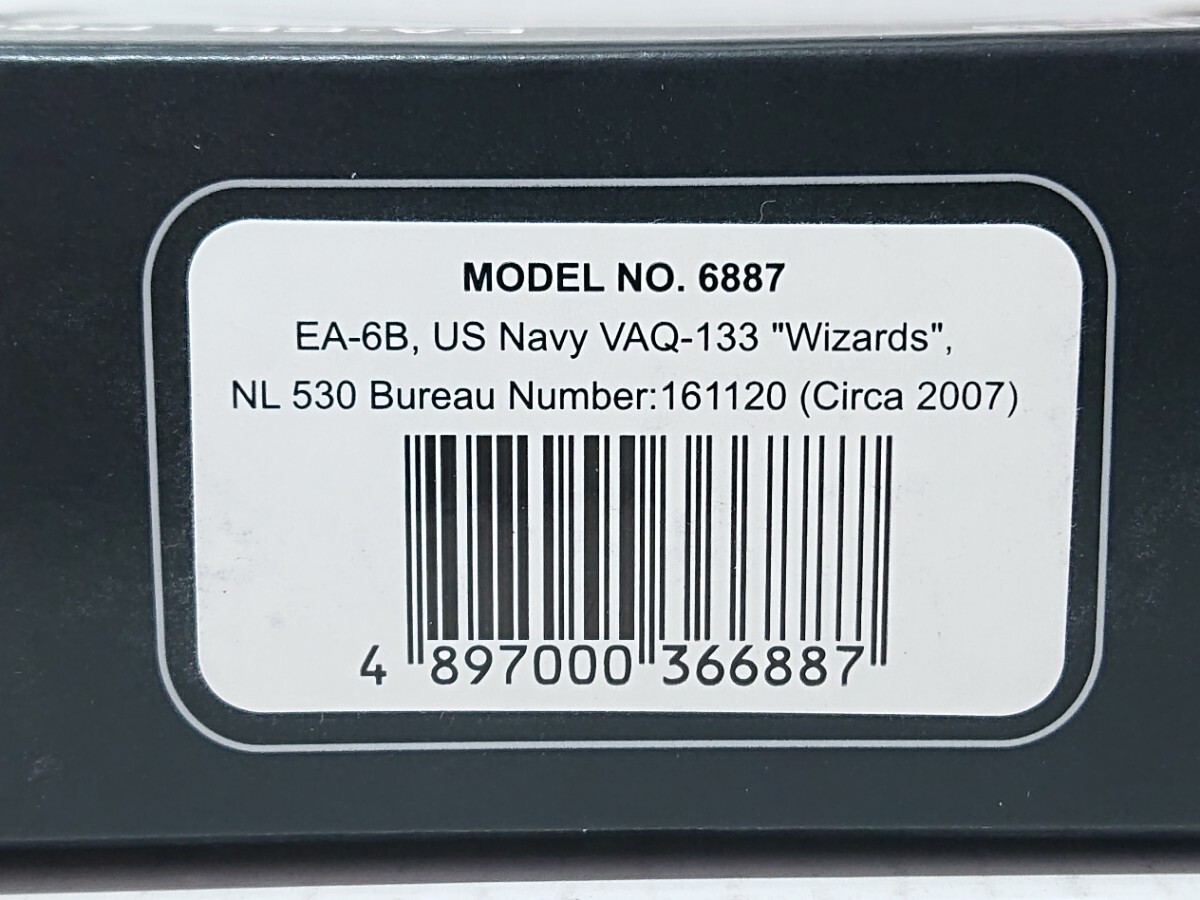 MODEL NO. 6887
EA-6B, US Navy VAQ-133 "Wizards",
NL 530 Bureau Number:161120 (Circa 2007)
4 897000 366887